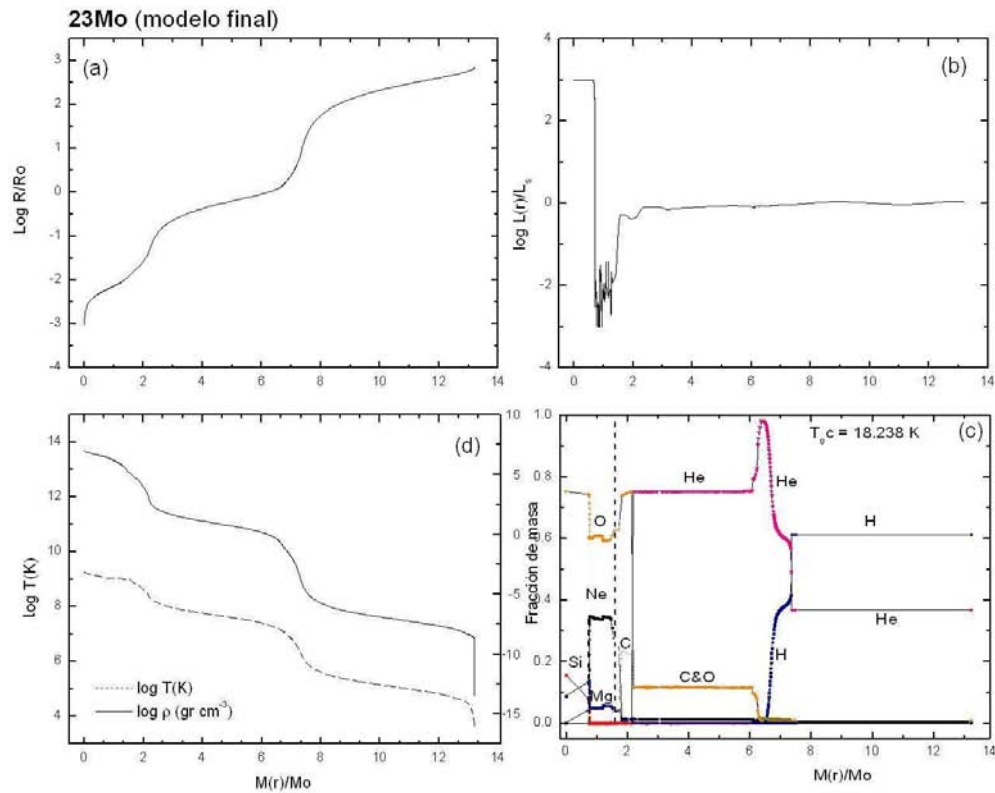 23Mo (modelo final)
(a)
Log R/Ro
3
2
1
0
-1
-2
-3
-4
0 2 4 6 8 10 12 14
(b)
log L(r)/Ls
4
2
0
-2
-4
0 2 4 6 8 10 12 14
(d)
log T(K)
14
12
10
8
6
4
10
5
0
-5
-10
-15
log T(K)
log ρ (gr cm-3)
0 2 4 6 8 10 12 14
M(r)/Mo
(c)
T9c = 18.238 K
Fracción de masa
1.0
0.8
0.6
0.4
0.2
0.0
He
He
O
H
Ne
He
C
Si
C&O
H
Mg
0 2 4 6 8 10 12 14
M(r)/Mo